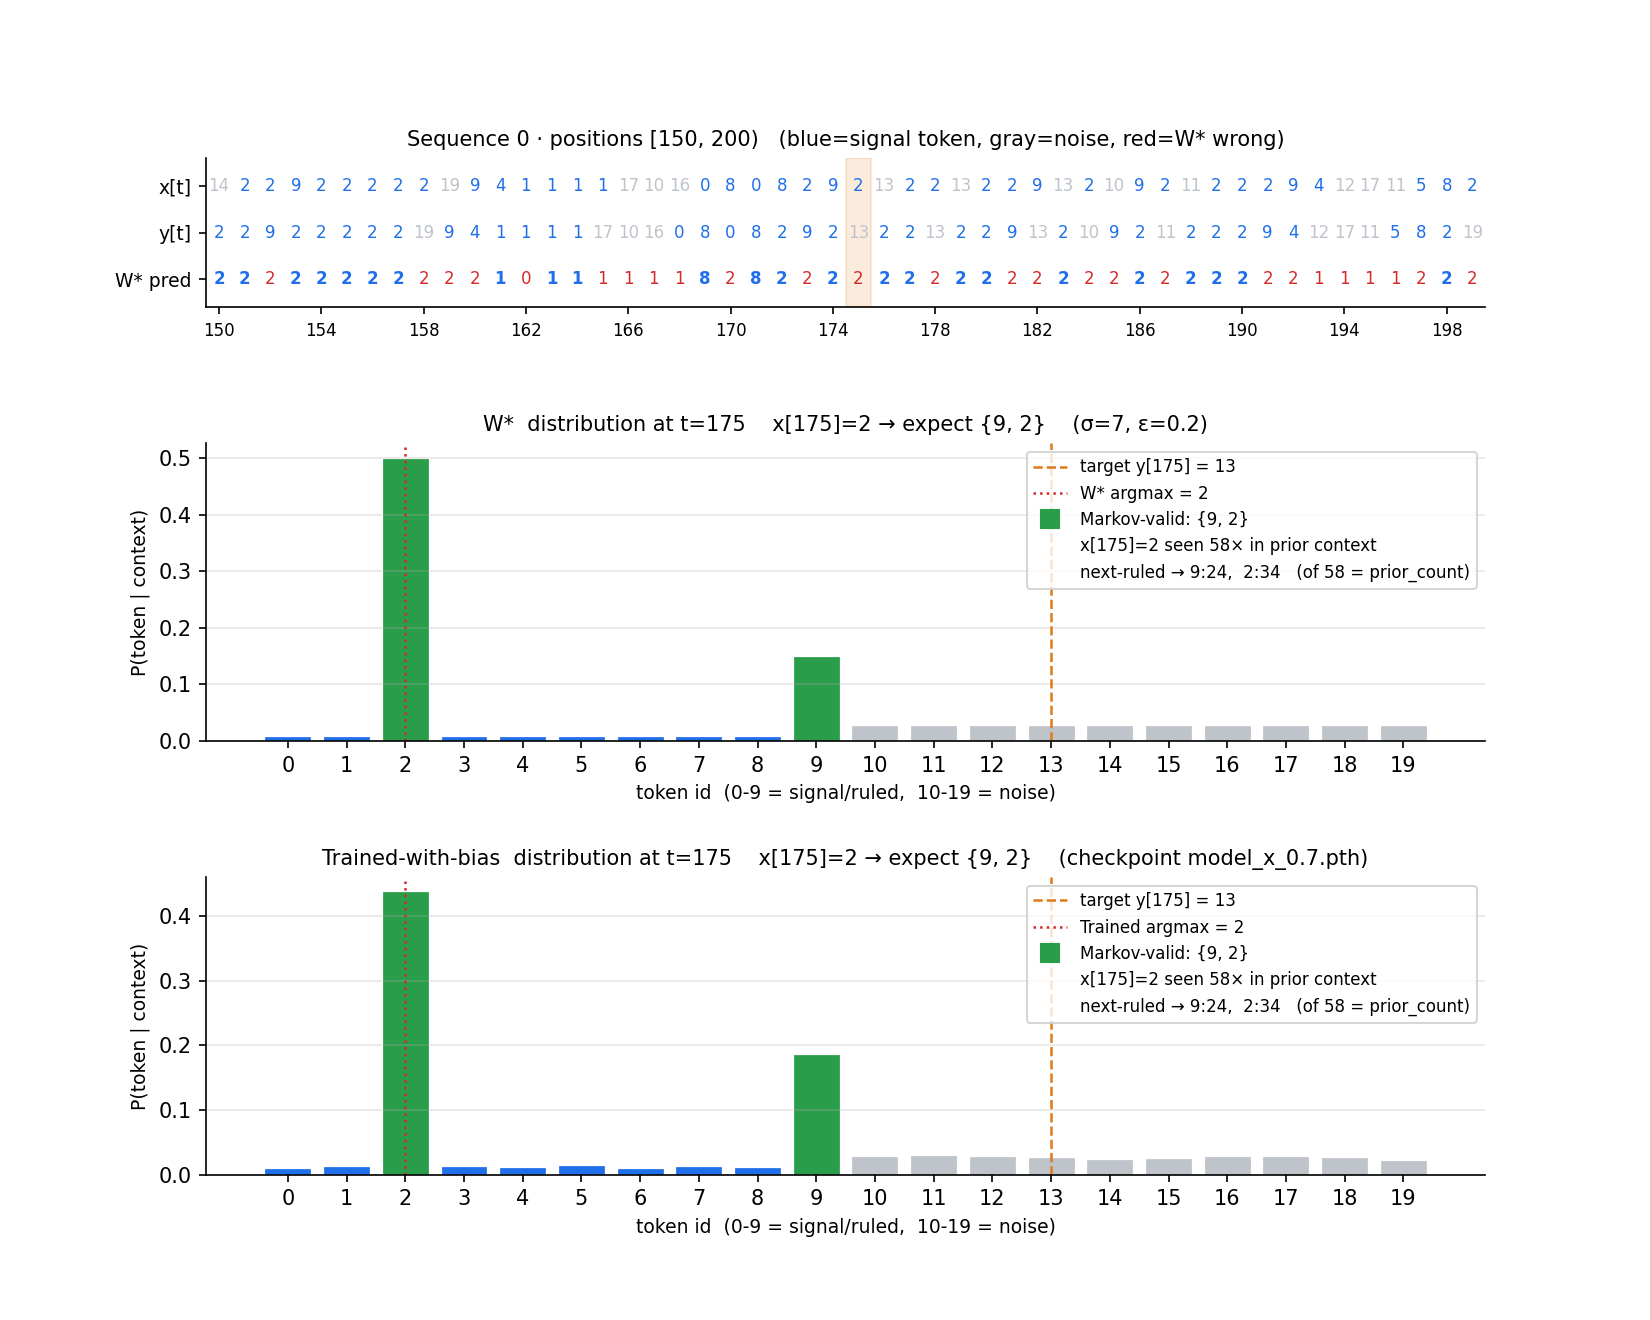 Sequence 0 · positions [150, 200)   (blue=signal token, gray=noise, red=W* wrong)
x[t] 14 2 2 9 2 2 2 2 2 19 9 4 1 1 1 1 17 10 16 0 8 0 8 2 9 2 13 2 2 13 2 2 9 13 2 10 9 2 11 2 2 2 9 4 12 17 11 5 8 2
y[t] 2 2 9 2 2 2 2 2 19 9 4 1 1 1 1 17 10 16 0 8 0 8 2 9 2 13 2 2 13 2 2 9 13 2 10 9 2 11 2 2 2 9 4 12 17 11 5 8 2 19
W* pred 2 2 2 2 2 2 2 2 2 2 2 1 0 1 1 1 1 1 1 8 2 8 2 2 2 2 2 2 2 2 2 2 2 2 2 2 2 2 2 2 2 2 2 1 1 1 1 2 2 2
150 154 158 162 166 170 174 178 182 186 190 194 198
W*  distribution at t=175    x[175]=2 → expect {9, 2}    (σ=7, ε=0.2)
P(token | context)
0.5
0.4
0.3
0.2
0.1
0.0
target y[175] = 13
W* argmax = 2
Markov-valid: {9, 2}
x[175]=2 seen 58× in prior context
next-ruled → 9:24,  2:34   (of 58 = prior_count)
0 1 2 3 4 5 6 7 8 9 10 11 12 13 14 15 16 17 18 19
token id  (0-9 = signal/ruled,  10-19 = noise)
Trained-with-bias  distribution at t=175    x[175]=2 → expect {9, 2}    (checkpoint model_x_0.7.pth)
P(token | context)
0.4
0.3
0.2
0.1
0.0
target y[175] = 13
Trained argmax = 2
Markov-valid: {9, 2}
x[175]=2 seen 58× in prior context
next-ruled → 9:24,  2:34   (of 58 = prior_count)
0 1 2 3 4 5 6 7 8 9 10 11 12 13 14 15 16 17 18 19
token id  (0-9 = signal/ruled,  10-19 = noise)